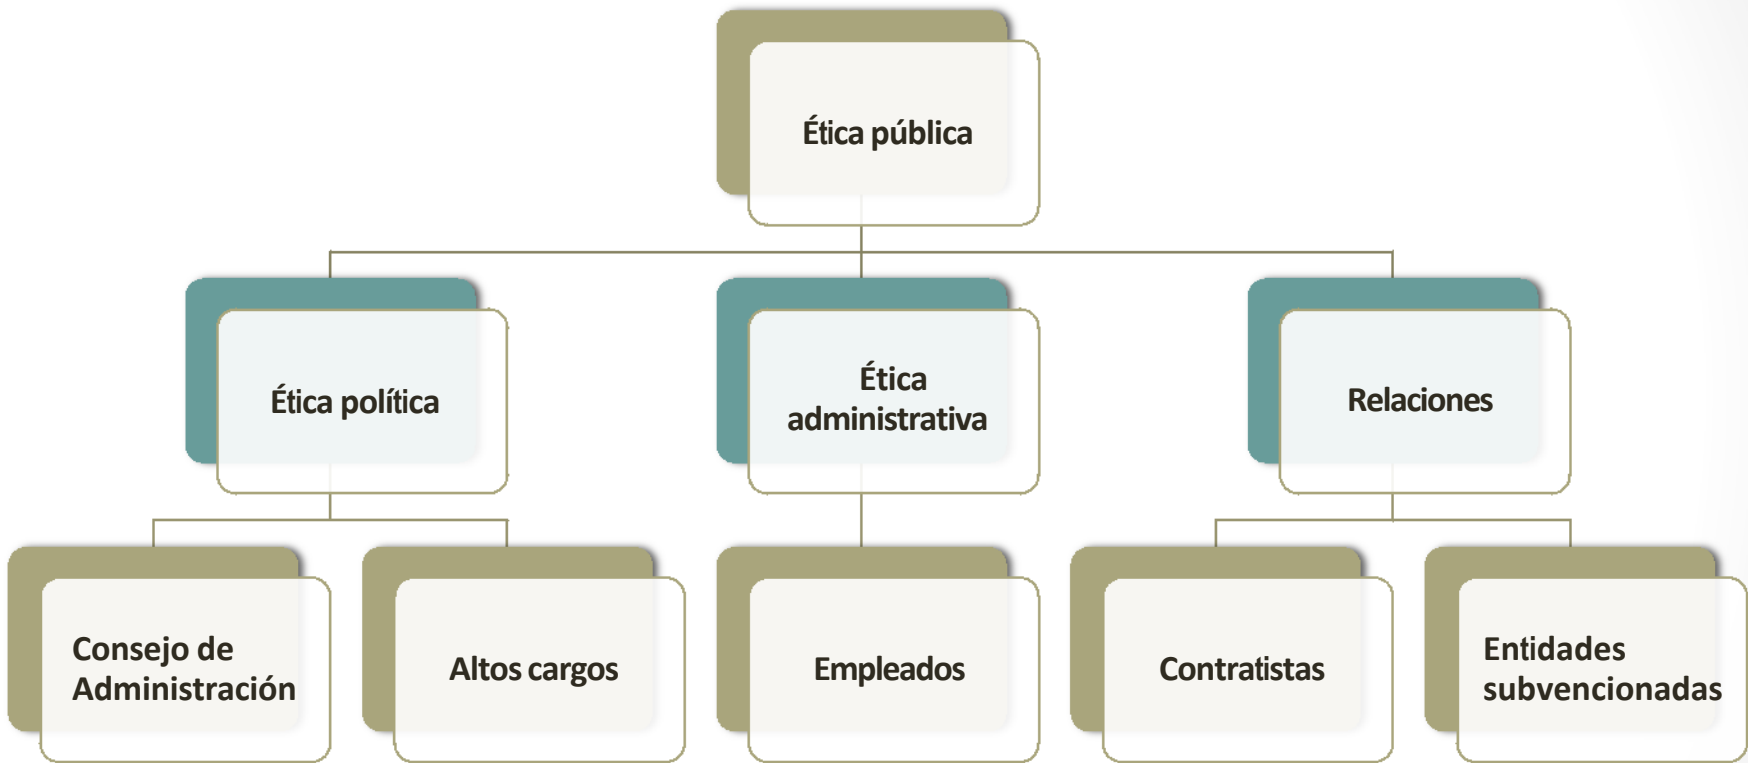 Ética pública
Ética política
Ética
administrativa
Relaciones
Consejo de
Administración
Altos cargos
Empleados
Contratistas
Entidades
subvencionadas